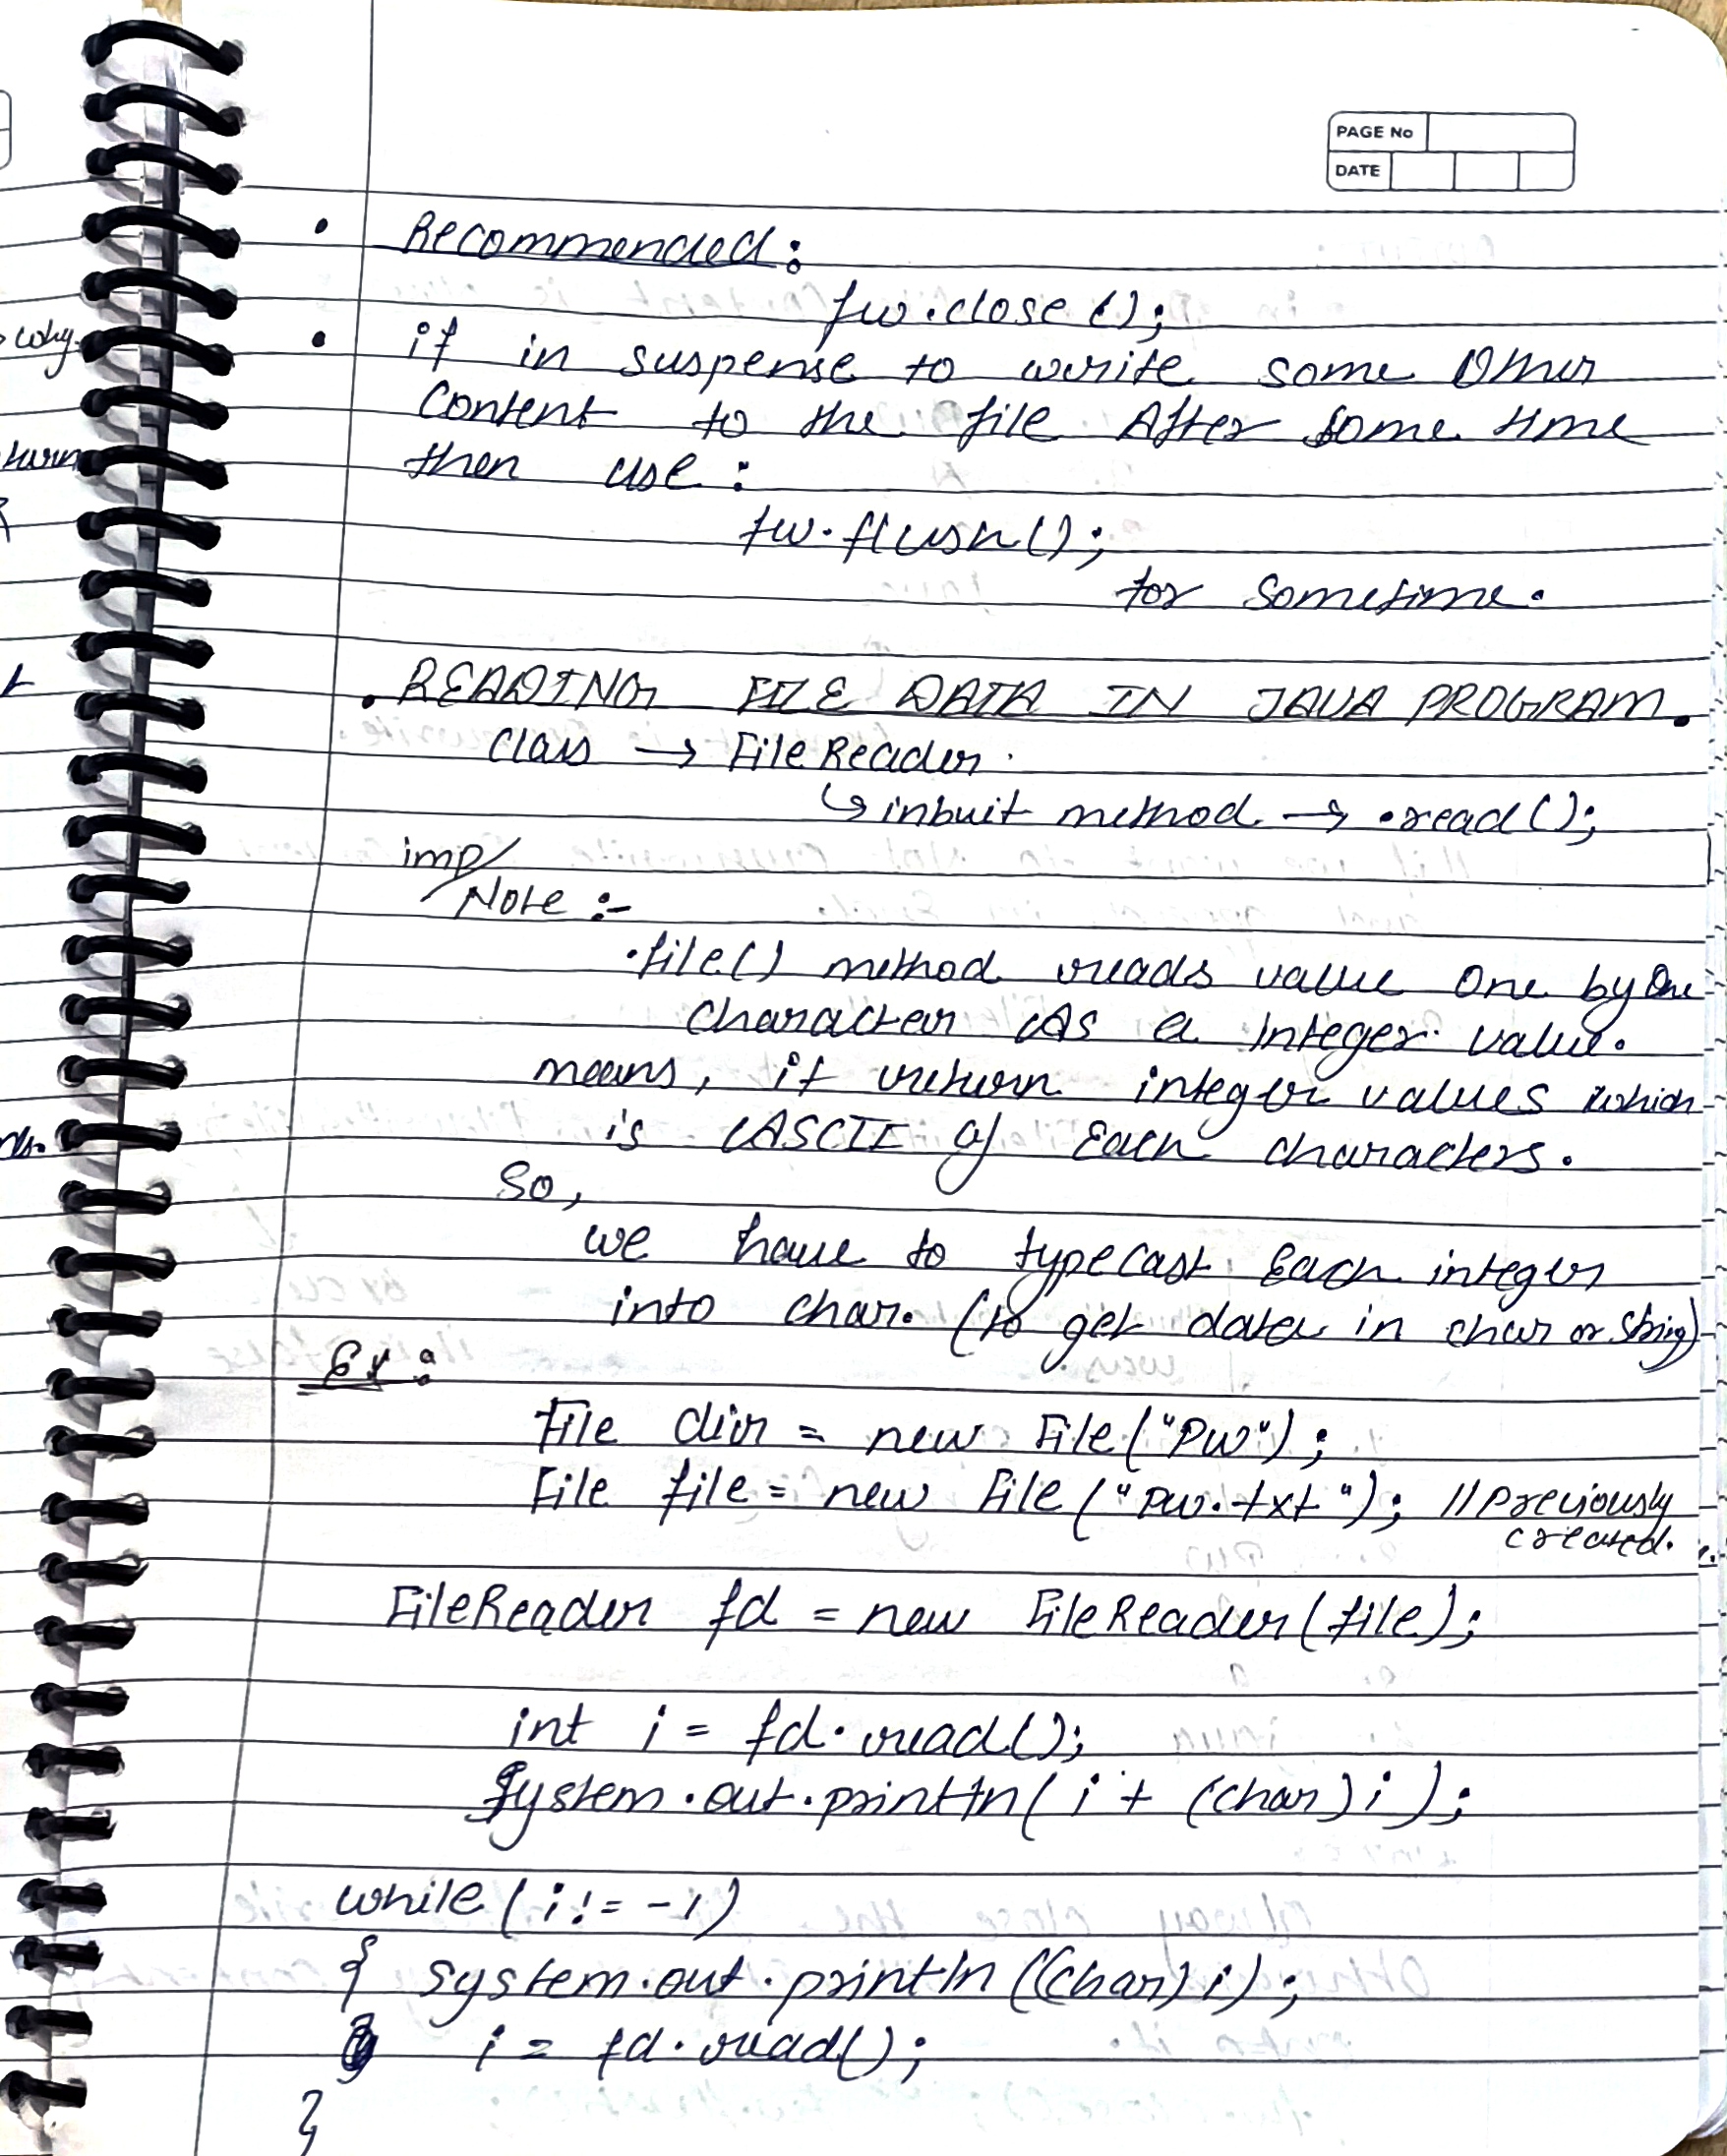 PAGE No
DATE
• Recommended:
fw.close();
• if in suspense to write some Other
Content to the file After some time
then use:
fw.flush();
for sometime.
. READING FILE DATA IN JAVA PROGRAM.
class → FileReader.
↳ inbuit method → .read();
imp/
Note :-
.file() method reads value one by One
character As a Integer value.
means, it return integer values which
is ASCII of Each characters.
So,
we have to typecast Each integer
into char. (to get data in char or string)
Ex:
File dir = new File("PW");
File file = new File("pw.txt"); //Previously
created.
FileReader fd = new FileReader(file);
int i = fd.read();
System.out.println(i + (char)i);
while(i != -1)
{ system.out.println((char)i);
i = fd.read();
}
why
turn